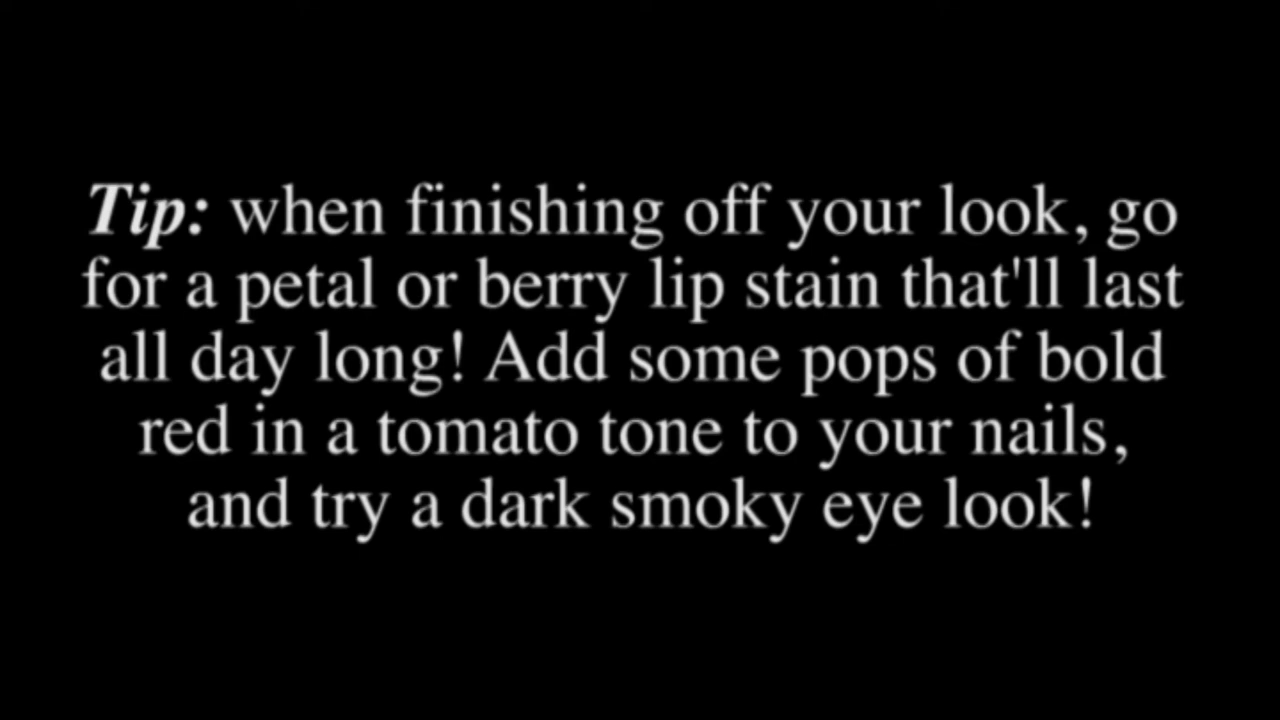 Tip: when finishing off your look, go
for a petal or berry lip stain that'll last
all day long! Add some pops of bold
red in a tomato tone to your nails,
and try a dark smoky eye look!